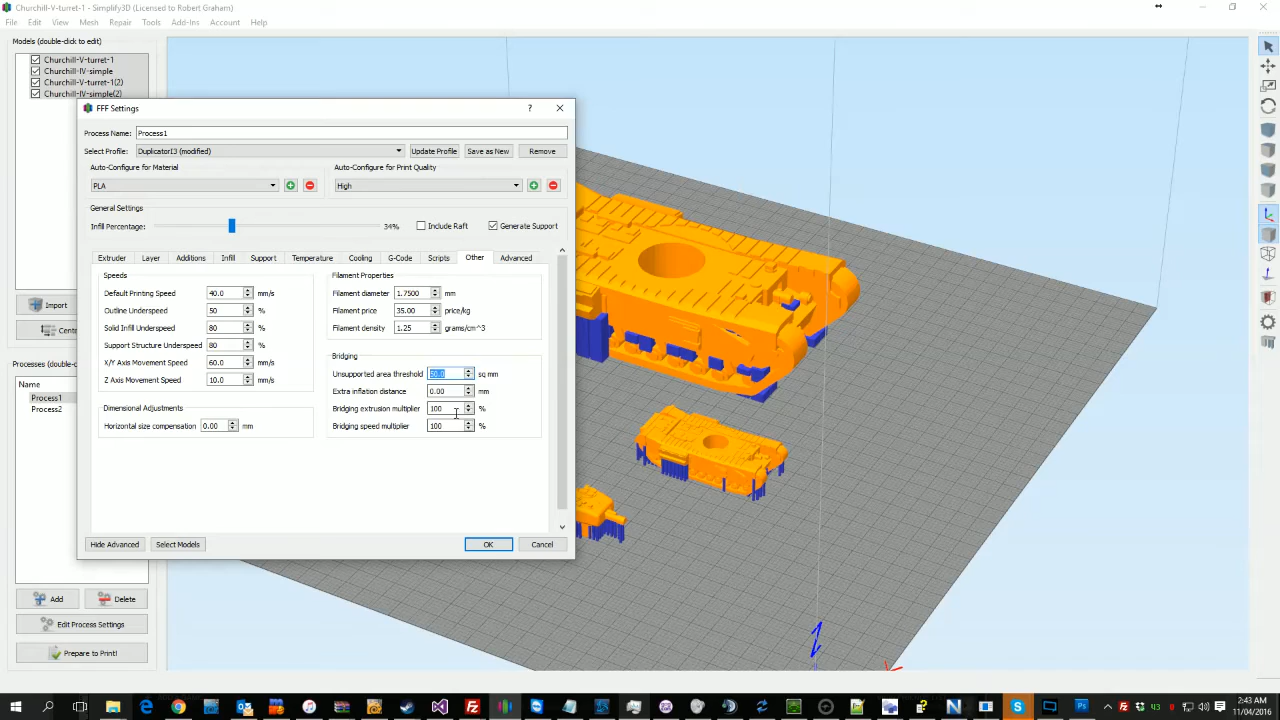 Churchill-V-turret-1 - Simplify3D (Licensed to Robert Graham)
File Edit View Mesh Repair Tools Add-Ins Account Help
Models (double-click to edit)
Churchill-V-turret-1
Churchill-IV-simple
Churchill-V-turret-1(2)
Churchill-IV-simple(2)
FFF Settings
Process Name: Process1
Select Profile: DuplicatorI3 (modified) Update Profile Save as New Remove
Auto-Configure for Material Auto-Configure for Print Quality
PLA High
General Settings
Infill Percentage: 34% Include Raft Generate Support
Extruder Layer Additions Infill Support Temperature Cooling G-Code Scripts Other Advanced
Speeds
Default Printing Speed 40.0 mm/s
Outline Underspeed 50 %
Solid Infill Underspeed 80 %
Support Structure Underspeed 80 %
X/Y Axis Movement Speed 60.0 mm/s
Z Axis Movement Speed 10.0 mm/s
Dimensional Adjustments
Horizontal size compensation 0.00 mm
Filament Properties
Filament diameter 1.7500 mm
Filament price 35.00 price/kg
Filament density 1.25 grams/cm^3
Bridging
Unsupported area threshold 50.0 sq mm
Extra inflation distance 0.00 mm
Bridging extrusion multiplier 100 %
Bridging speed multiplier 100 %
Hide Advanced Select Models OK Cancel
Import
Processes (double-
Name
Process1
Process2
Add Delete
Edit Process Settings
Prepare to Print!
2:43 AM
11/04/2016